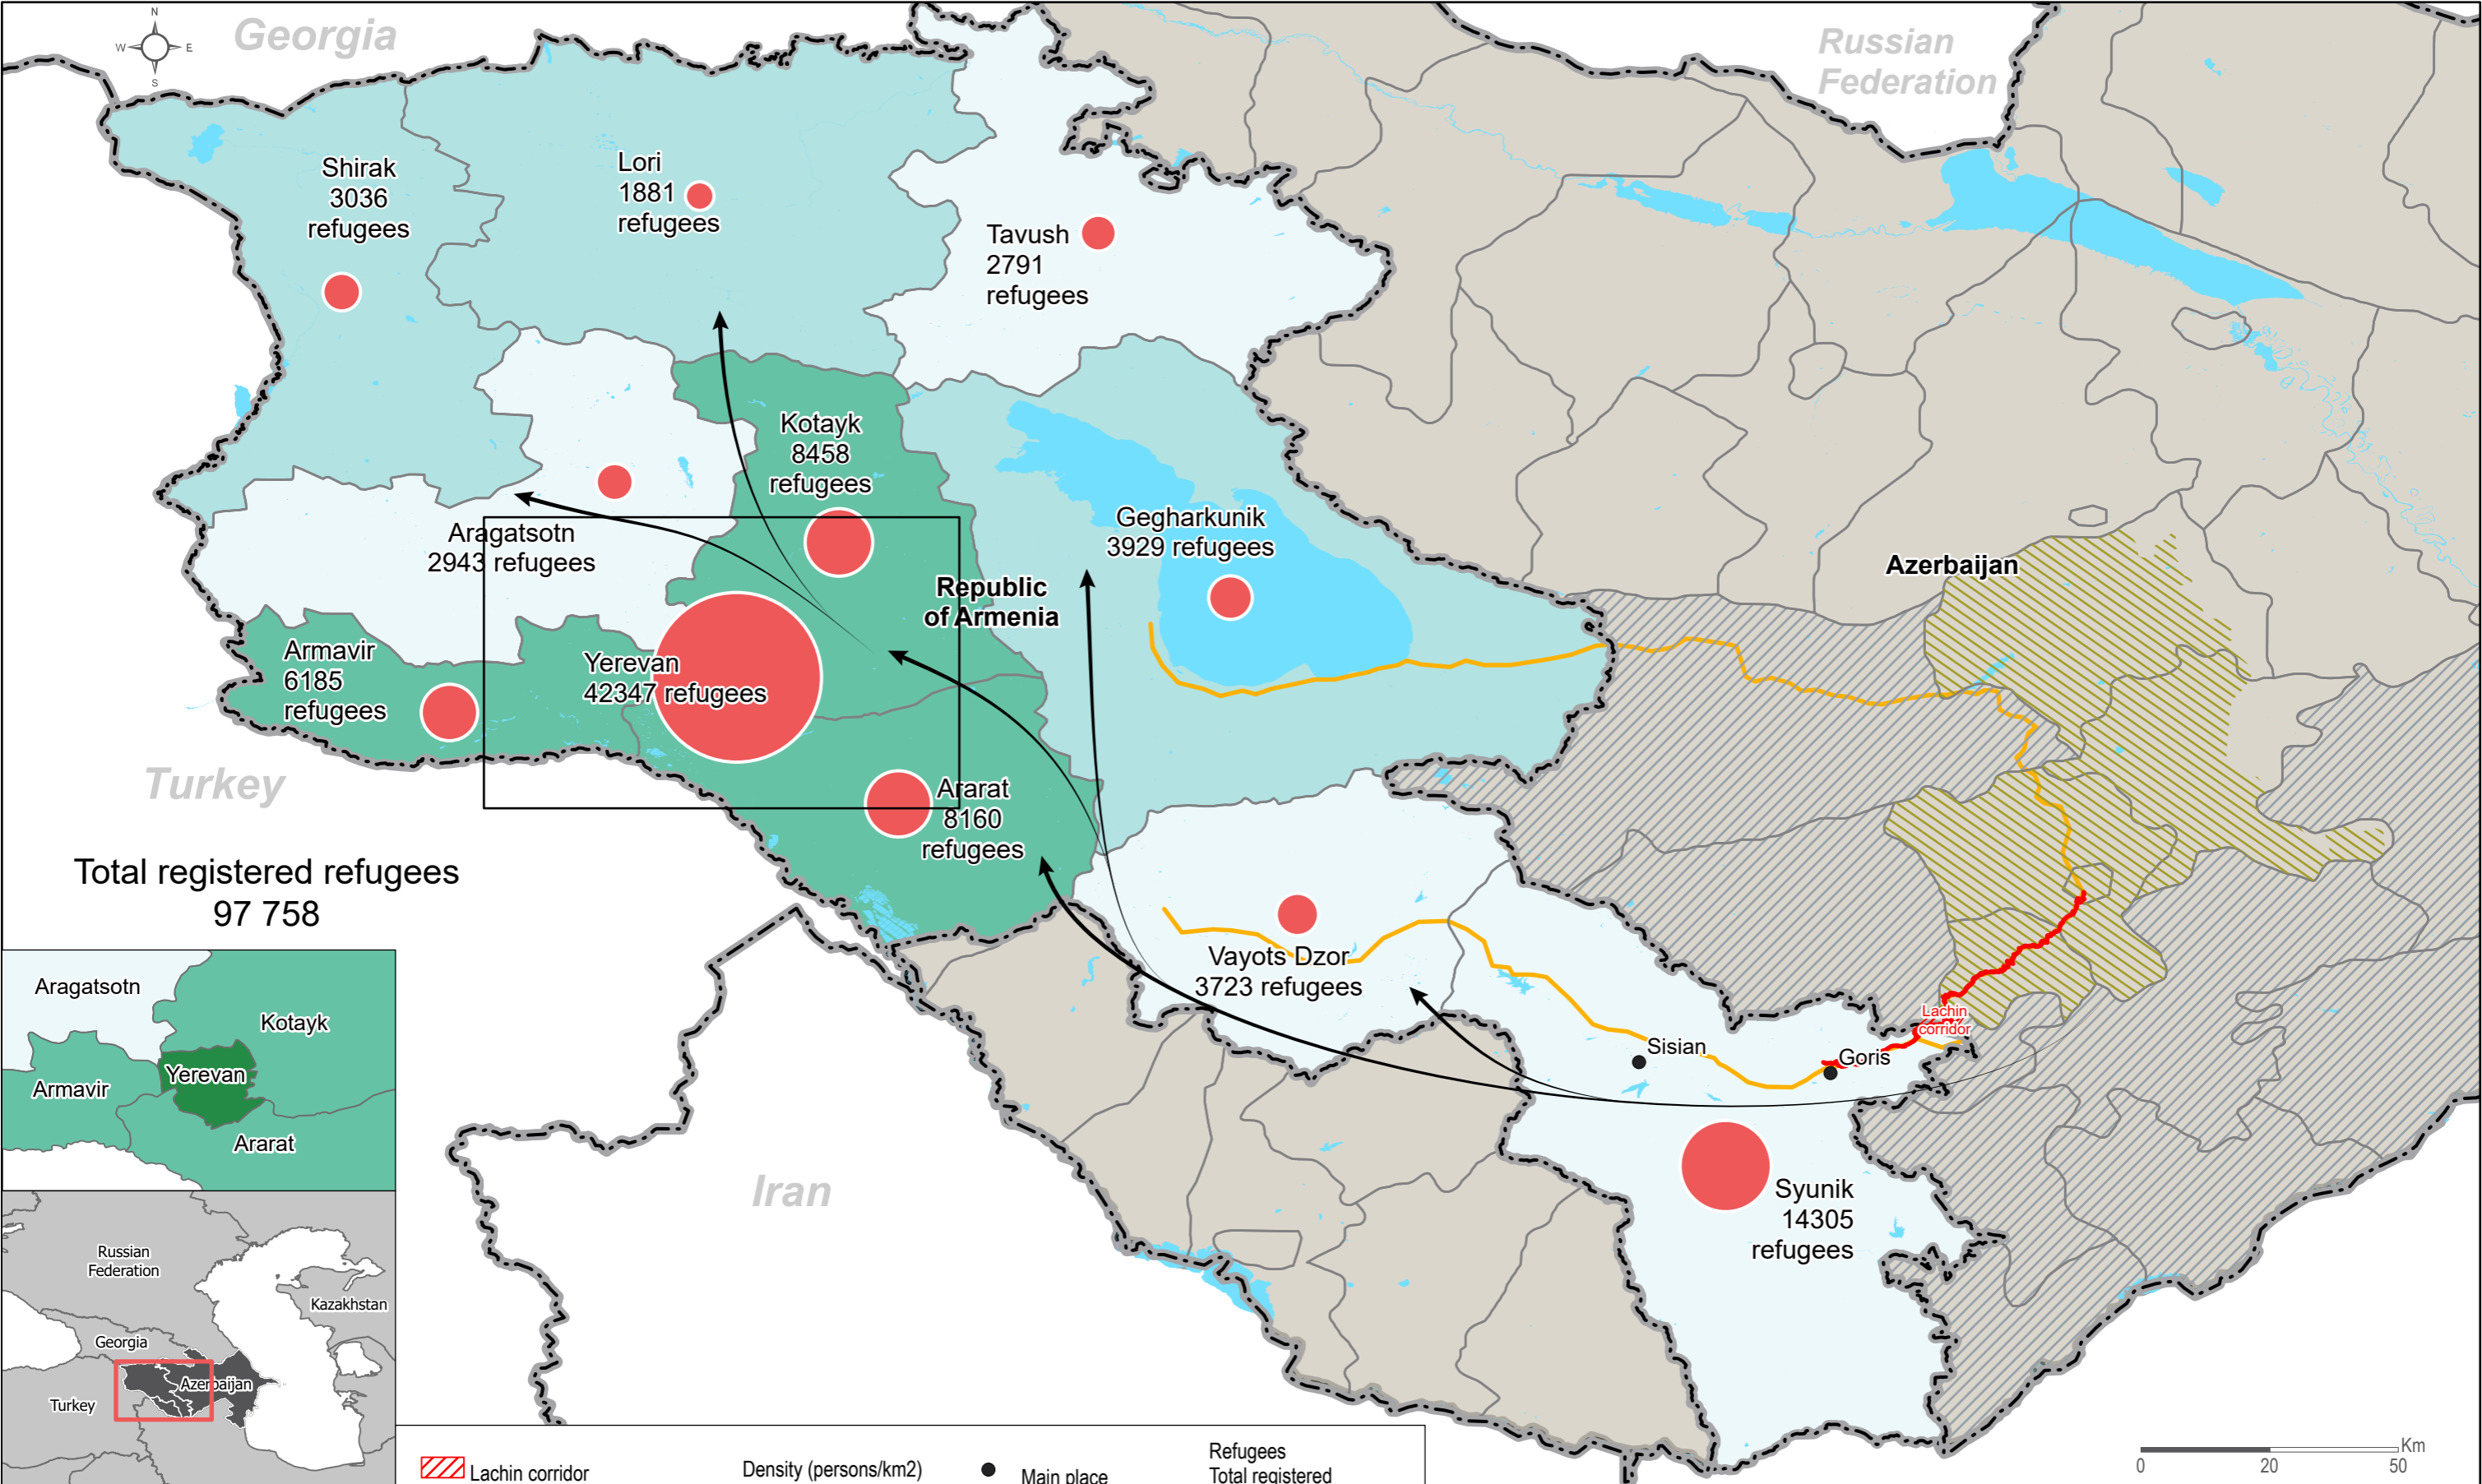 N
W
E
S
Georgia
Russian
Federation
Shirak
3036
refugees
Lori
1881
refugees
Tavush
2791
refugees
Kotayk
8458
refugees
Gegharkunik
3929 refugees
Aragatsotn
2943 refugees
Republic
of Armenia
Azerbaijan
Armavir
6185
refugees
Yerevan
42347 refugees
Turkey
Ararat
8160
refugees
Total registered refugees
97 758
Vayots Dzor
3723 refugees
Lachin
corridor
Sisian
Goris
Syunik
14305
refugees
Iran
Aragatsotn
Kotayk
Yerevan
Armavir
Ararat
Russian
Federation
Kazakhstan
Georgia
Azerbaijan
Turkey
Lachin corridor
Density (persons/km2)
Main place
Refugees
Total registered
Km
0
20
50